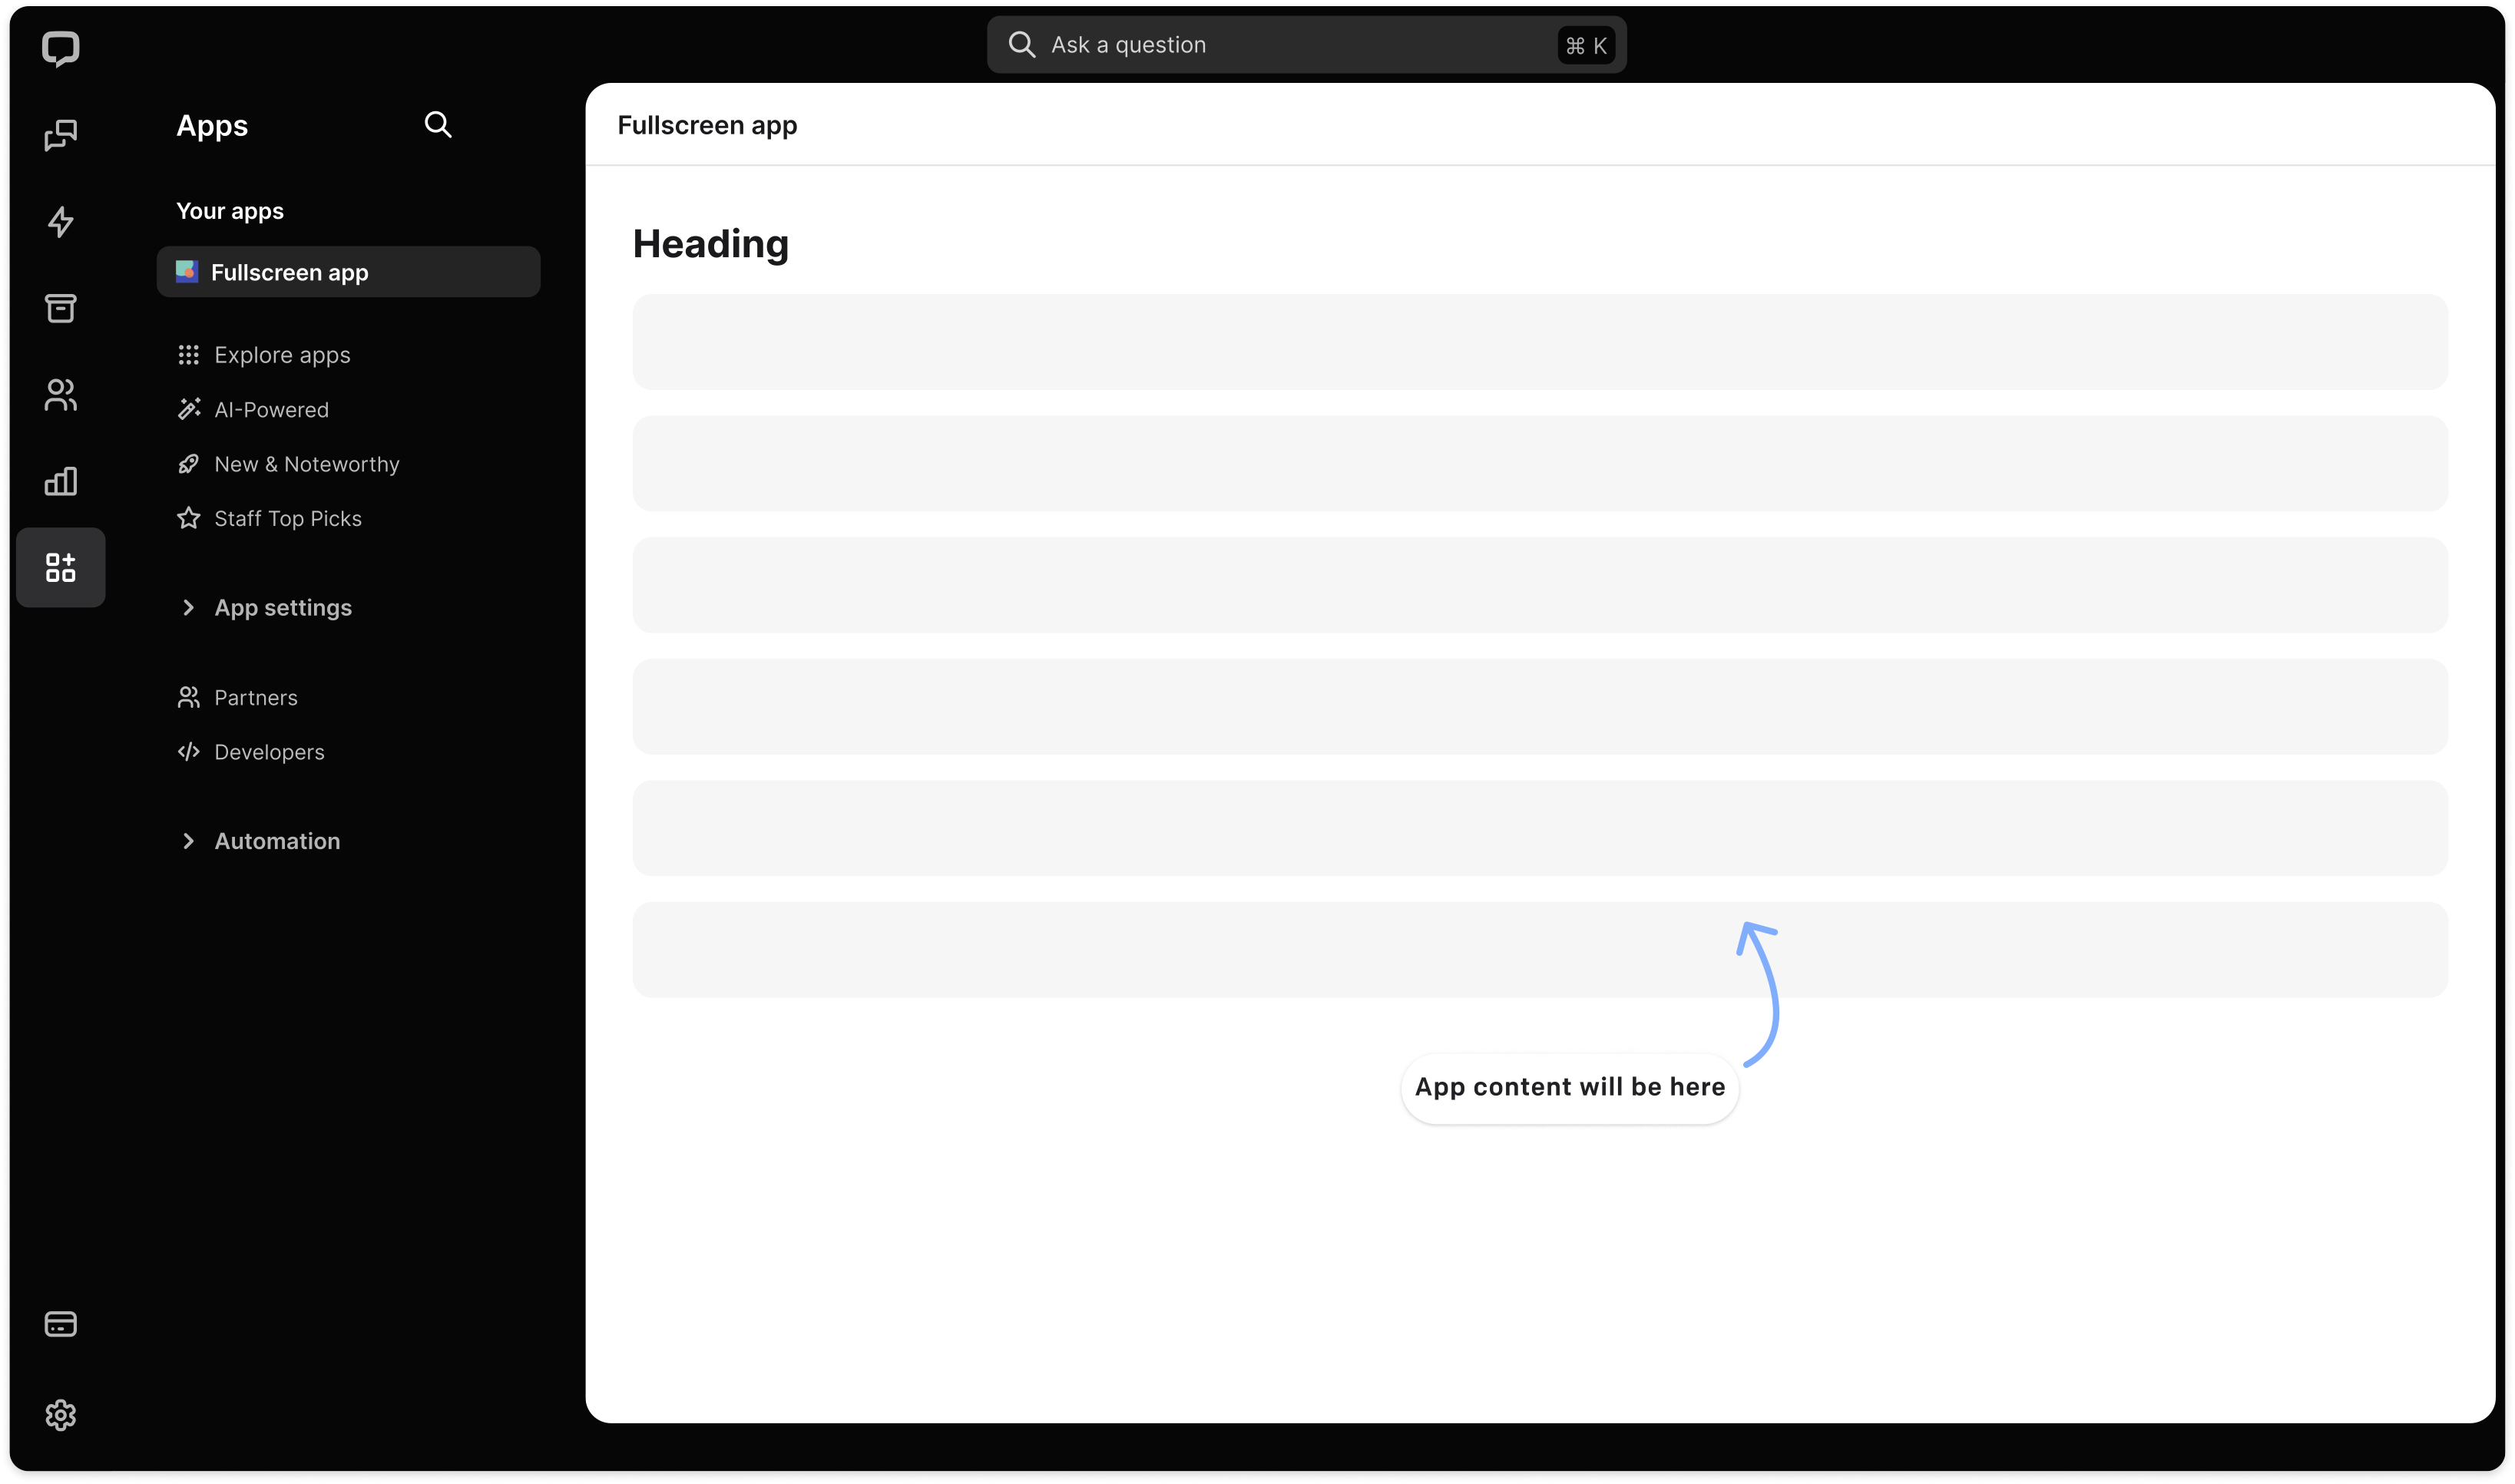 Ask a question
⌘ K
Apps
Your apps
Fullscreen app
Explore apps
AI-Powered
New & Noteworthy
Staff Top Picks
App settings
Partners
Developers
Automation
Fullscreen app
Heading
App content will be here